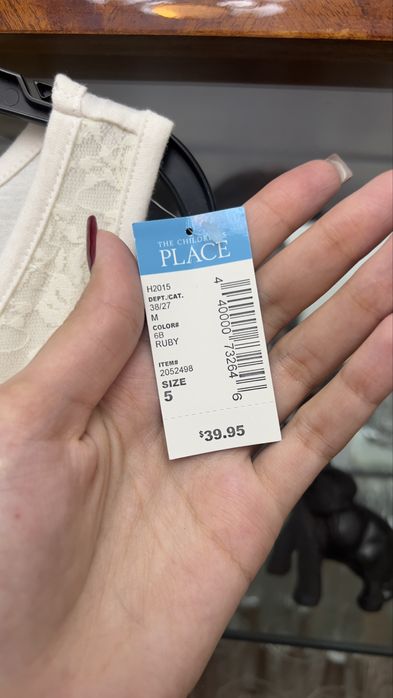 THE CHILDREN'S
PLACE
H2015
DEPT./CAT.
38/27
M
COLOR#
6B
RUBY
ITEM#
2052498
SIZE
5
4 40000 73264 6
$39.95